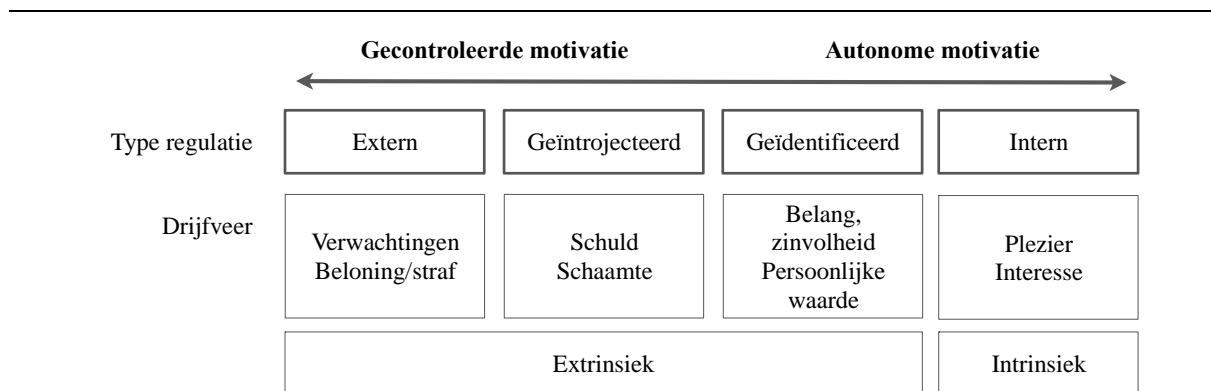 Gecontroleerde motivatie Autonome motivatie
Type regulatie Extern Geïntrojecteerd Geïdentificeerd Intern
Drijfveer
Verwachtingen
Beloning/straf
Schuld
Schaamte
Belang,
zinvolheid
Persoonlijke
waarde
Plezier
Interesse
Extrinsiek Intrinsiek